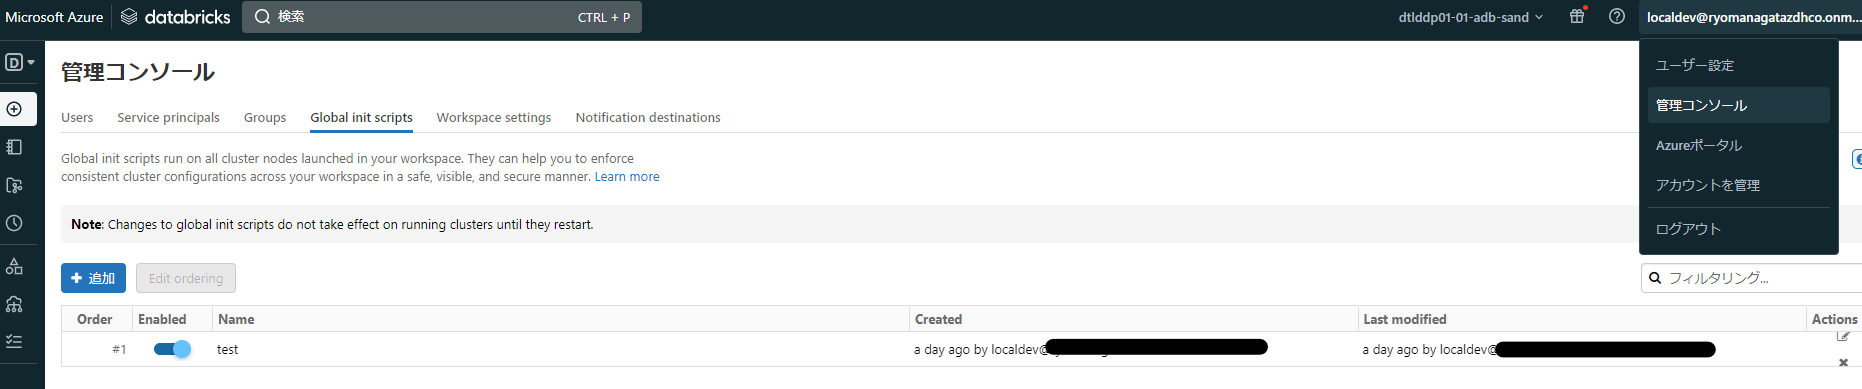 Microsoft Azure databricks 検索 CTRL + P dtlddp01-01-adb-sand localdev@ryomanagatazdhco.onm...
D
管理コンソール
Users Service principals Groups Global init scripts Workspace settings Notification destinations
Global init scripts run on all cluster nodes launched in your workspace. They can help you to enforce
consistent cluster configurations across your workspace in a safe, visible, and secure manner. Learn more
Note: Changes to global init scripts do not take effect on running clusters until they restart.
ユーザー設定
管理コンソール
Azureポータル
アカウントを管理
ログアウト
+ 追加 Edit ordering フィルタリング...
Order Enabled Name Created Last modified Actions
#1 test a day ago by localdev@ a day ago by localdev@